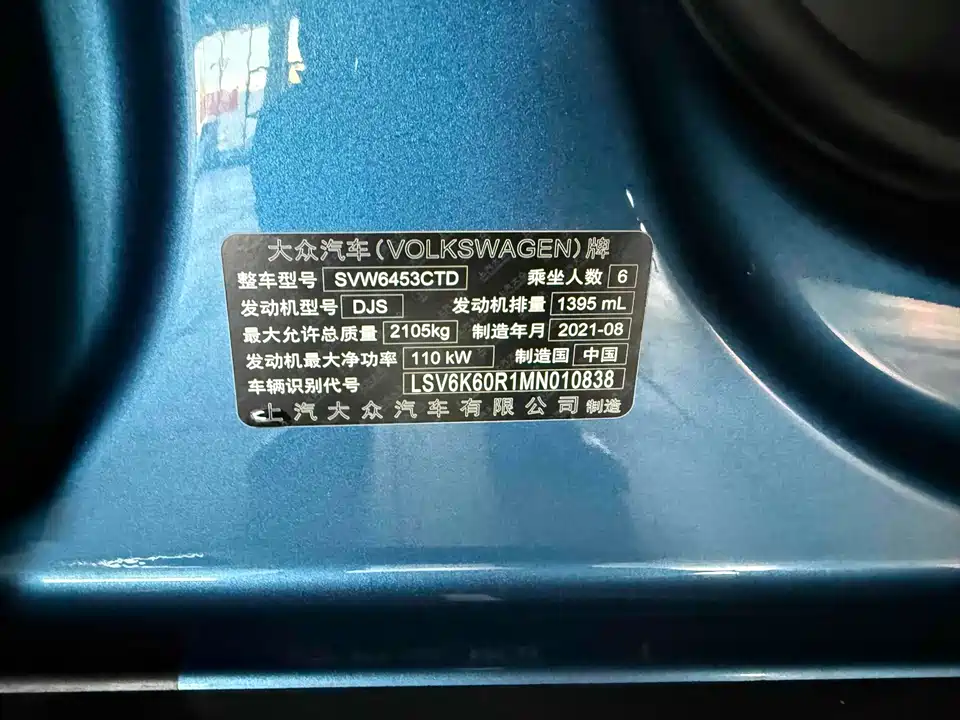 大众汽车(VOLKSWAGEN)牌
整车型号 SVW6453CTD 乘坐人数 6
发动机型号 DJS 发动机排量 1395 mL
最大允许总质量 2105kg 制造年月 2021-08
发动机最大净功率 110 kW 制造国 中国
车辆识别代号 LSV6K60R1MN010838
上汽大众汽车有限公司 制造